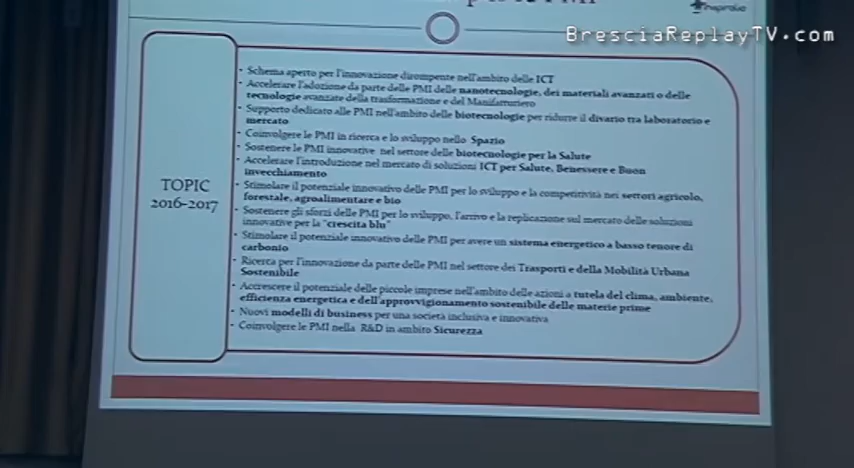 PMI
Inspiralia
BresciaReplayTV.com
TOPIC
2016-2017
• Schema aperto per l'innovazione dirompente nell'ambito delle ICT
• Accelerare l'adozione da parte delle PMI delle nanotecnologie, dei materiali avanzati o delle
tecnologie avanzate della trasformazione e del Manifatturiero
• Supporto dedicato alle PMI nell'ambito delle biotecnologie per ridurre il divario tra laboratorio e
mercato
• Coinvolgere le PMI in ricerca e lo sviluppo nello Spazio
• Sostenere le PMI innovative nel settore delle biotecnologie per la Salute
• Accelerare l'introduzione nel mercato di soluzioni ICT per Salute, Benessere e Buon
invecchiamento
• Stimolare il potenziale innovativo delle PMI per lo sviluppo e la competitività nei settori agricolo,
forestale, agroalimentare e bio
• Sostenere gli sforzi delle PMI per lo sviluppo, l'arrivo e la replicazione sul mercato delle soluzioni
innovative per la "crescita blu"
• Stimolare il potenziale innovativo delle PMI per avere un sistema energetico a basso tenore di
carbonio
• Ricerca per l'innovazione da parte delle PMI nel settore dei Trasporti e della Mobilità Urbana
Sostenibile
• Accrescere il potenziale delle piccole imprese nell'ambito delle azioni a tutela del clima, ambiente,
efficienza energetica e dell'approvvigionamento sostenibile delle materie prime
• Nuovi modelli di business per una società inclusiva e innovativa
• Coinvolgere le PMI nella R&D in ambito Sicurezza